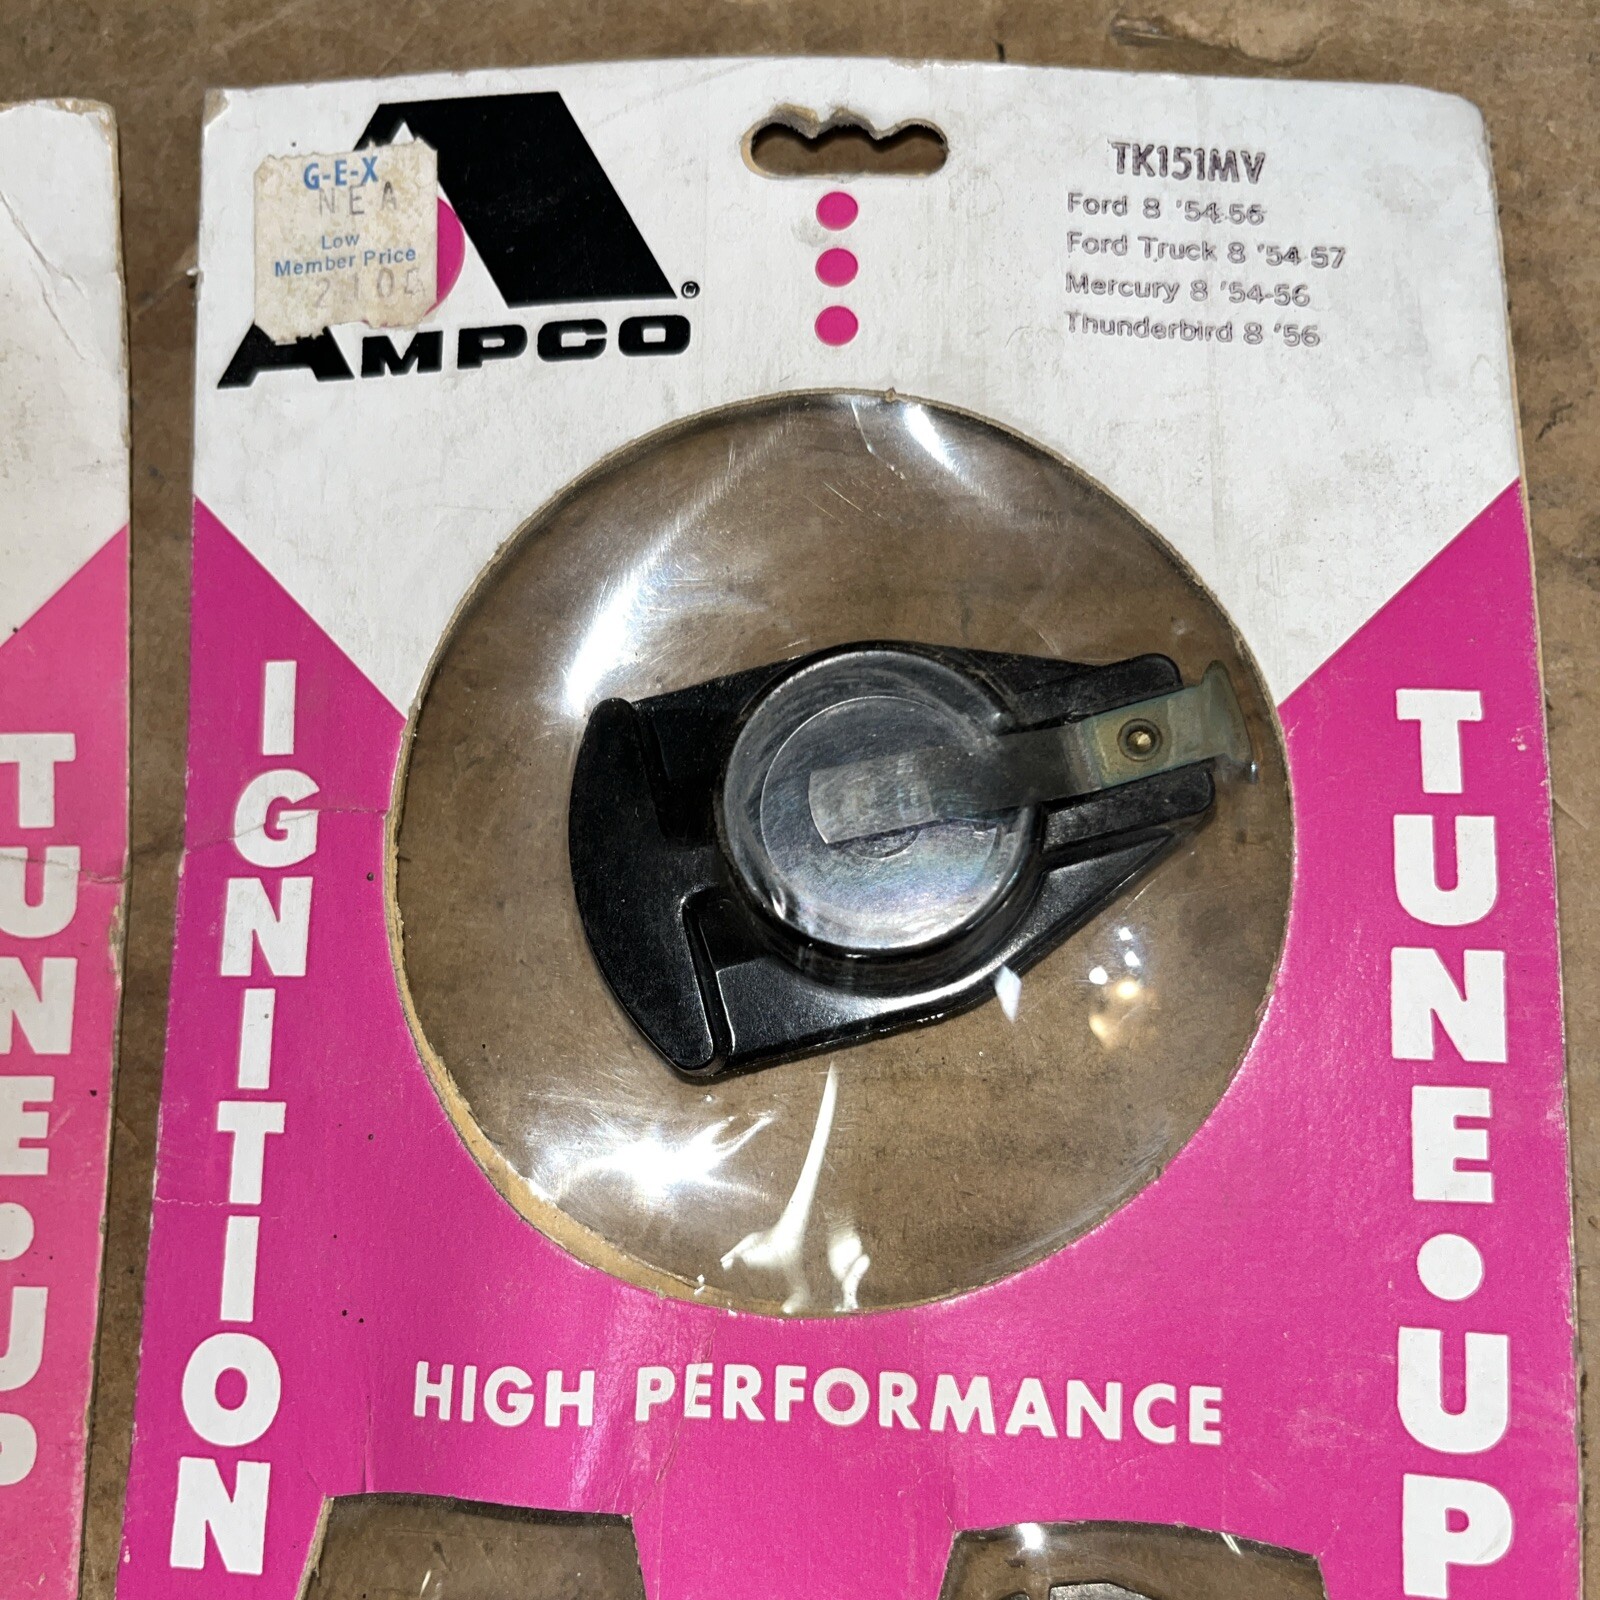 G-E-X
NEA
Low
Member Price
AMPCO®
TK151MV
Ford 8 '54-56
Ford Truck 8 '54-57
Mercury 8 '54-56
Thunderbird 8 '56
IGNITION
TUNE•UP
HIGH PERFORMANCE
TUNE•UP